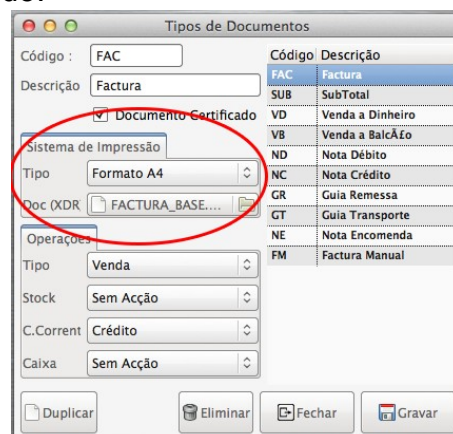 Tipos de Documentos
Código : FAC
Descrição Factura
Documento Certificado
Sistema de Impressão
Tipo Formato A4
Doc (XDR FACTURA_BASE....
Operações
Tipo Venda
Stock Sem Acção
C.Corrent Crédito
Caixa Sem Acção
Código Descrição
FAC Factura
SUB SubTotal
VD Venda a Dinheiro
VB Venda a BalcÃ£o
ND Nota Débito
NC Nota Crédito
GR Guia Remessa
GT Guia Transporte
NE Nota Encomenda
FM Factura Manual
Duplicar Eliminar Fechar Gravar